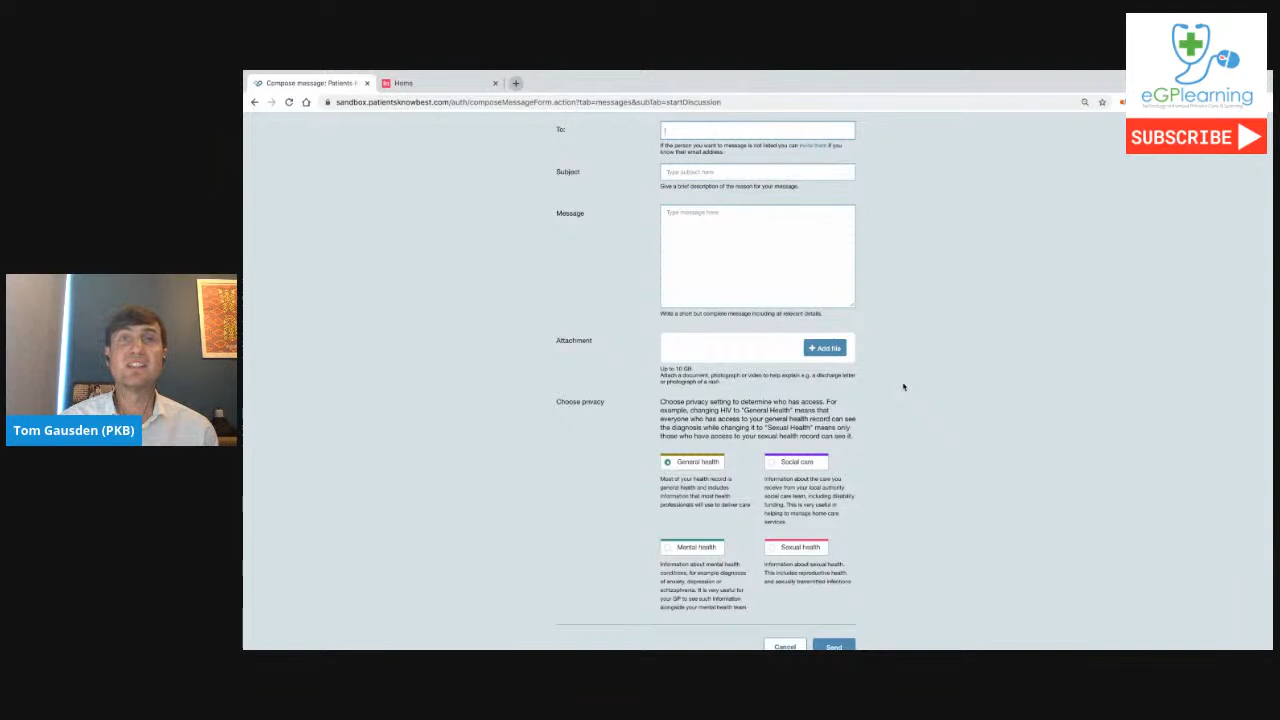 Compose message: Patients K
Home
sandbox.patientsknowbest.com/auth/composeMessageForm.action?tab=messages&subTab=startDiscussion
eGPlearning
SUBSCRIBE
To:
If the person you want to message is not listed you can invite them if you
know their email address.
Subject
Type subject here
Give a brief description of the reason for your message.
Message
Type message here
Write a short but complete message including all relevant details.
Attachment
+ Add file
Up to 10 GB
Attach a document, photograph or video to help explain e.g. a discharge letter
or photograph of a rash.
Choose privacy
Choose privacy setting to determine who has access. For
example, changing HIV to "General Health" means that
everyone who has access to your general health record can see
the diagnosis while changing it to "Sexual Health" means only
those who have access to your sexual health record can see it.
General health
Most of your health record is
general health and includes
information that most health
professionals will use to deliver care
Social care
Information about the care you
receive from your local authority
social care team, including disability
funding. This is very useful in
helping to manage home care
services
Mental health
Information about mental health
conditions, for example diagnoses
of anxiety, depression or
schizophrenia. It is very useful for
your GP to see such information
alongside your mental health team
Sexual health
Information about sexual health.
This includes reproductive health
and sexually transmitted infections
Cancel
Send
Tom Gausden (PKB)